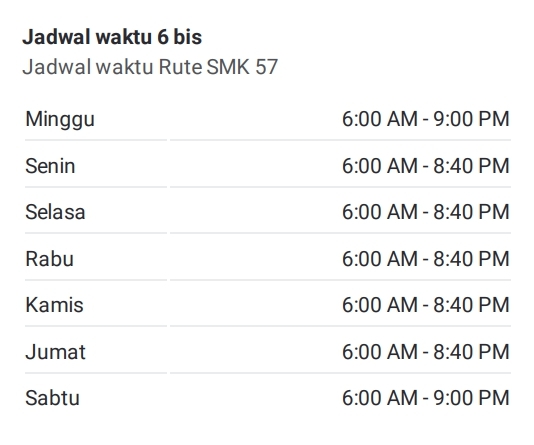 Jadwal waktu 6 bis
Jadwal waktu Rute SMK 57
Minggu 6:00 AM - 9:00 PM
Senin 6:00 AM - 8:40 PM
Selasa 6:00 AM - 8:40 PM
Rabu 6:00 AM - 8:40 PM
Kamis 6:00 AM - 8:40 PM
Jumat 6:00 AM - 8:40 PM
Sabtu 6:00 AM - 9:00 PM